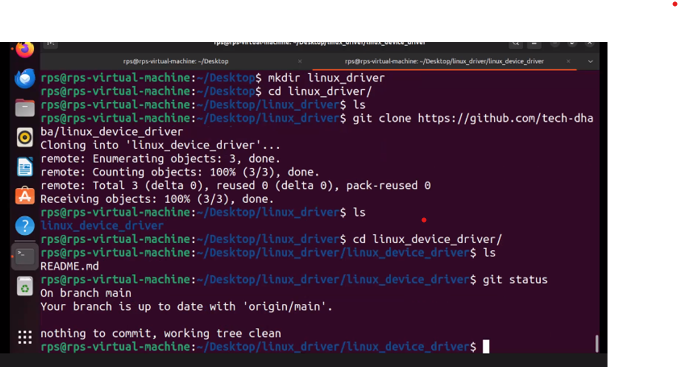 rps@rps-virtual-machine: ~/Desktop/linux_driver/linux_device_driver
rps@rps-virtual-machine: ~/Desktop
rps@rps-virtual-machine: ~/Desktop/linux_driver/linux_device_driver
rps@rps-virtual-machine:~/Desktop$ mkdir linux_driver
rps@rps-virtual-machine:~/Desktop$ cd linux_driver/
rps@rps-virtual-machine:~/Desktop/linux_driver$ ls
rps@rps-virtual-machine:~/Desktop/linux_driver$ git clone https://github.com/tech-dha
ba/linux_device_driver
Cloning into 'linux_device_driver'...
remote: Enumerating objects: 3, done.
remote: Counting objects: 100% (3/3), done.
remote: Total 3 (delta 0), reused 0 (delta 0), pack-reused 0
Receiving objects: 100% (3/3), done.
rps@rps-virtual-machine:~/Desktop/linux_driver$ ls
linux_device_driver
rps@rps-virtual-machine:~/Desktop/linux_driver$ cd linux_device_driver/
rps@rps-virtual-machine:~/Desktop/linux_driver/linux_device_driver$ ls
README.md
rps@rps-virtual-machine:~/Desktop/linux_driver/linux_device_driver$ git status
On branch main
Your branch is up to date with 'origin/main'.
nothing to commit, working tree clean
rps@rps-virtual-machine:~/Desktop/linux_driver/linux_device_driver$